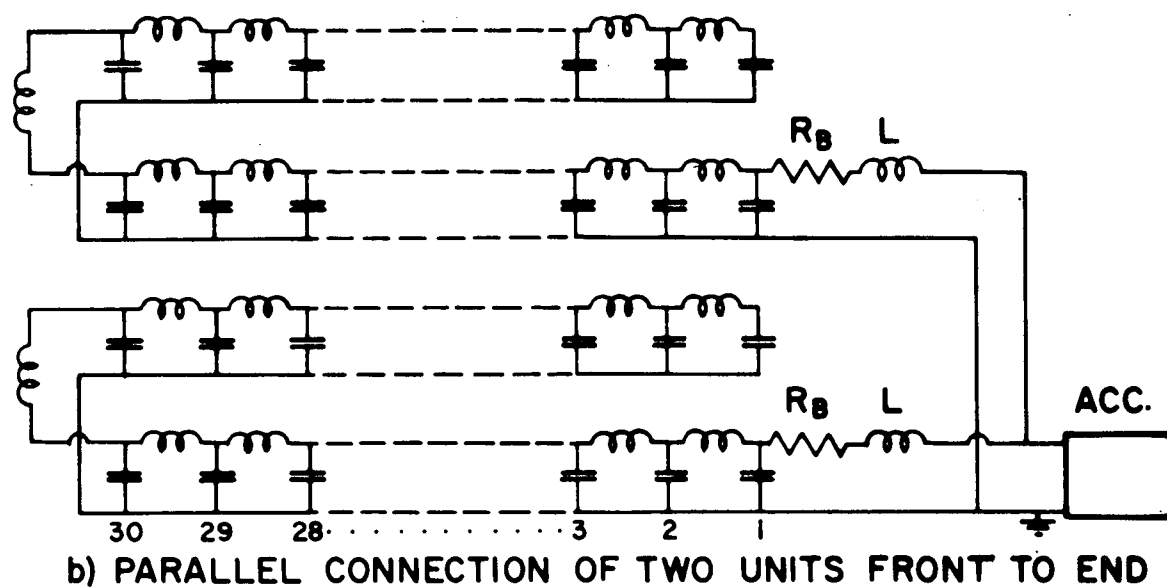 R_B L
R_B L ACC.
30 29 28 . . . . . . . . . . 3 2 1
b) PARALLEL CONNECTION OF TWO UNITS FRONT TO END